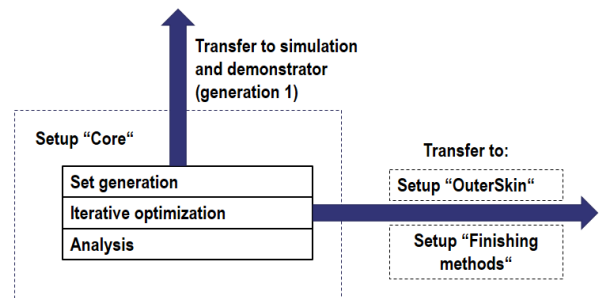 Transfer to simulation
and demonstrator
(generation 1)
Setup “Core“
Set generation
Iterative optimization
Analysis
Transfer to:
Setup “OuterSkin“
Setup “Finishing
methods“